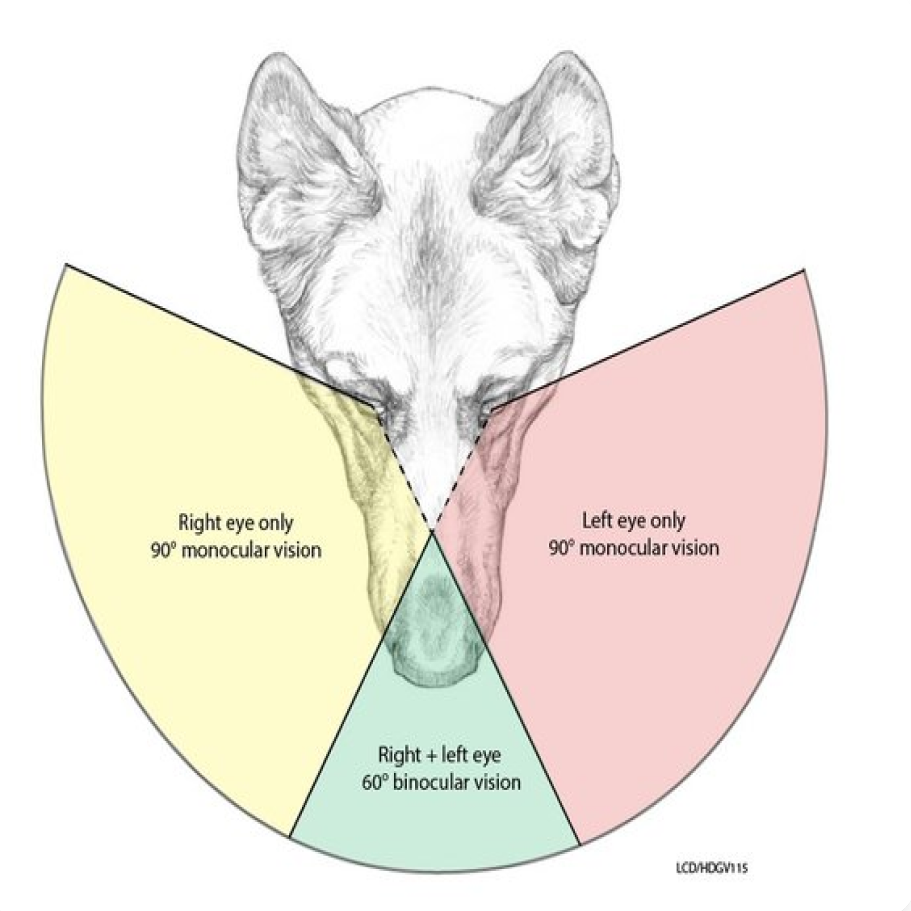 Right eye only
90° monocular vision
Left eye only
90° monocular vision
Right + left eye
60° binocular vision
LCD/HDGV115